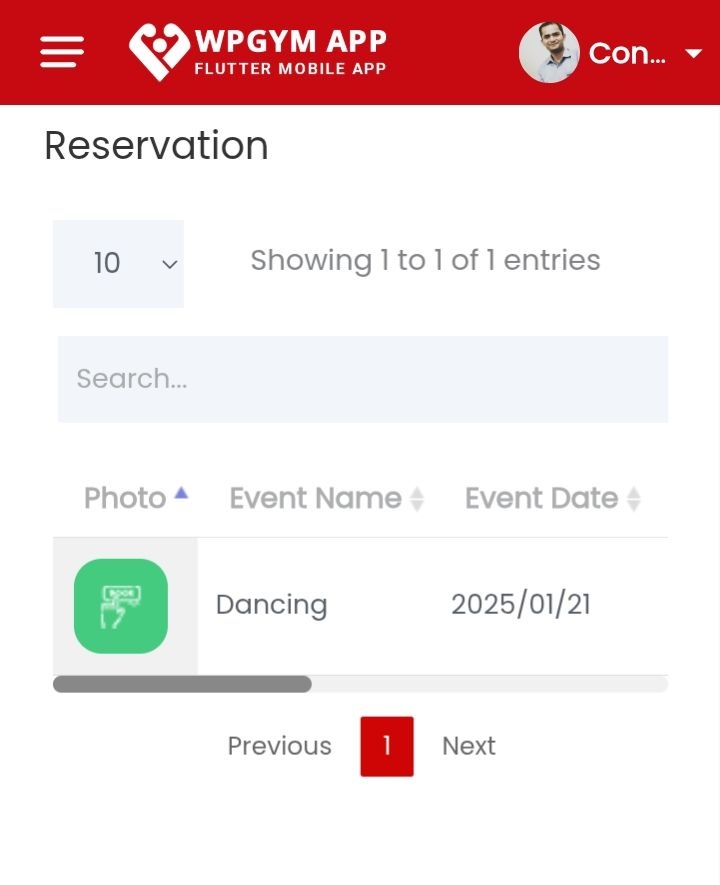 WPGYM APP
FLUTTER MOBILE APP
Con...
Reservation
10
Showing 1 to 1 of 1 entries
Search...
Photo Event Name Event Date
BOOK
Dancing 2025/01/21
Previous 1 Next